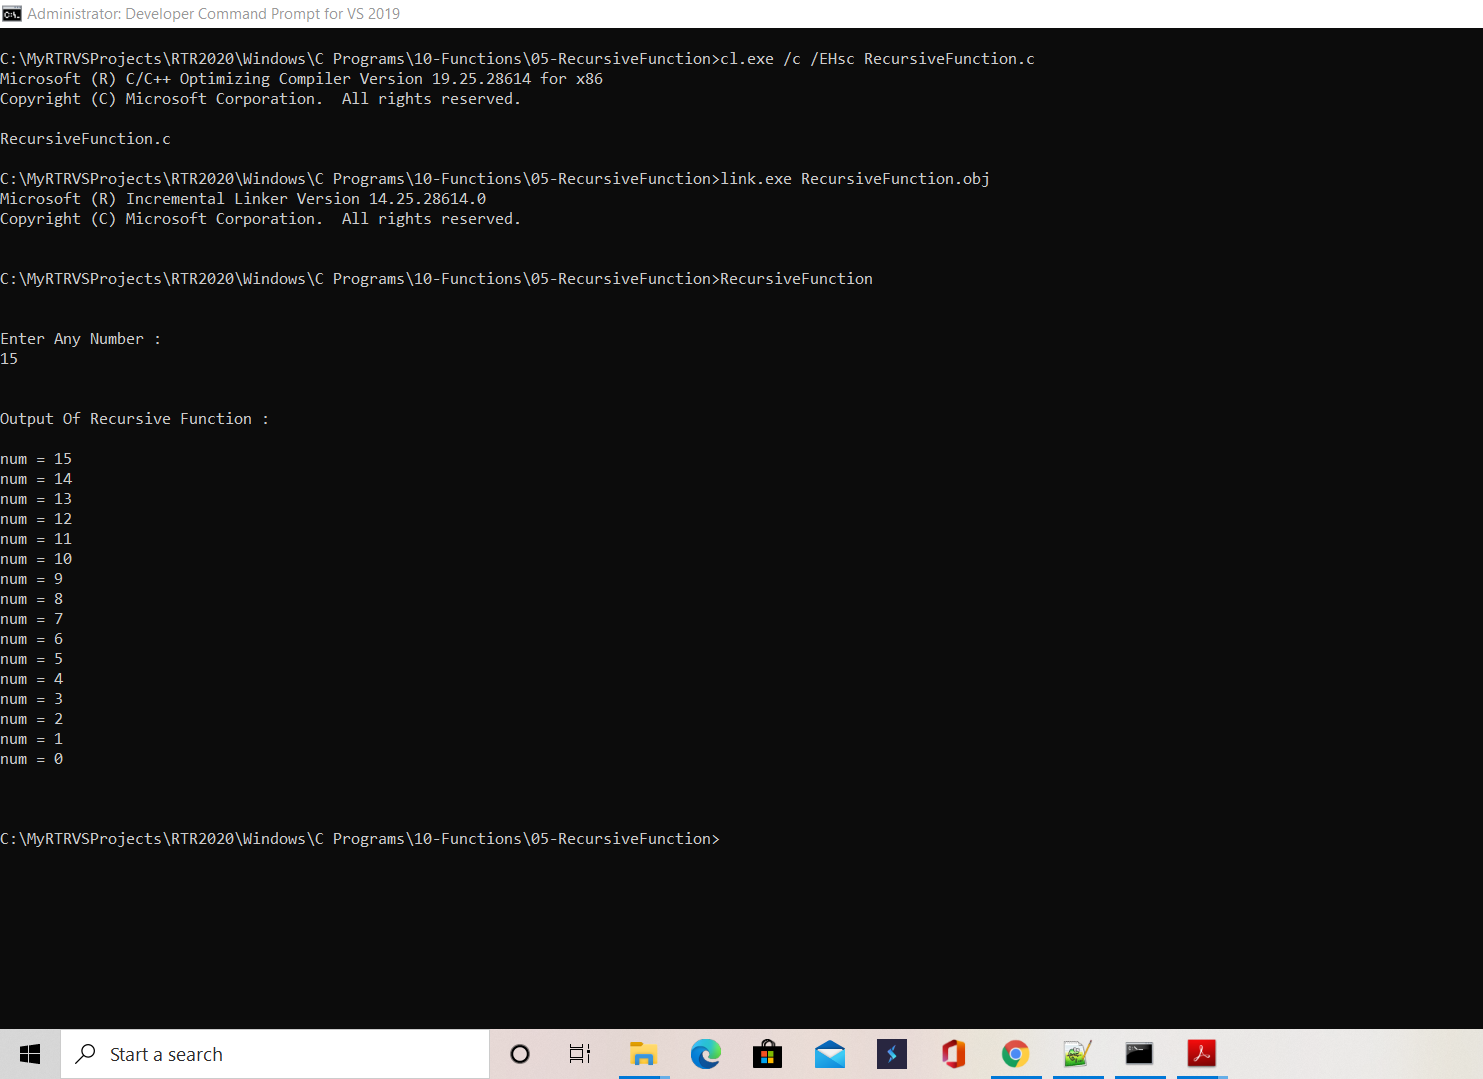 Administrator: Developer Command Prompt for VS 2019
C:\MyRTRVSProjects\RTR2020\Windows\C Programs\10-Functions\05-RecursiveFunction>cl.exe /c /EHsc RecursiveFunction.c
Microsoft (R) C/C++ Optimizing Compiler Version 19.25.28614 for x86
Copyright (C) Microsoft Corporation.  All rights reserved.
RecursiveFunction.c
C:\MyRTRVSProjects\RTR2020\Windows\C Programs\10-Functions\05-RecursiveFunction>link.exe RecursiveFunction.obj
Microsoft (R) Incremental Linker Version 14.25.28614.0
Copyright (C) Microsoft Corporation.  All rights reserved.
C:\MyRTRVSProjects\RTR2020\Windows\C Programs\10-Functions\05-RecursiveFunction>RecursiveFunction
Enter Any Number :
15
Output Of Recursive Function :
num = 15
num = 14
num = 13
num = 12
num = 11
num = 10
num = 9
num = 8
num = 7
num = 6
num = 5
num = 4
num = 3
num = 2
num = 1
num = 0
C:\MyRTRVSProjects\RTR2020\Windows\C Programs\10-Functions\05-RecursiveFunction>
Start a search